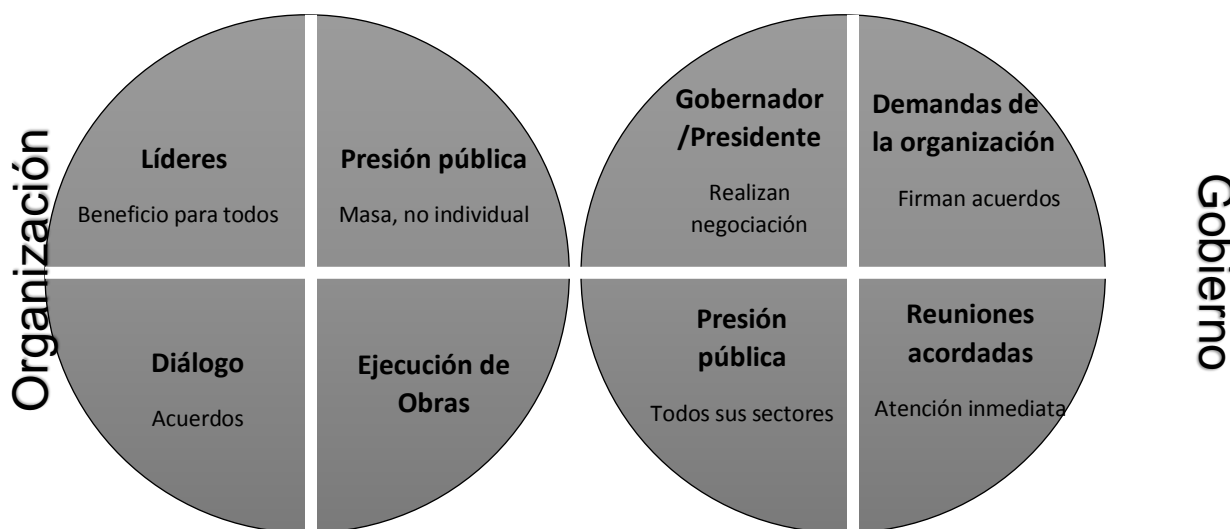 Organización
Líderes
Beneficio para todos
Presión pública
Masa, no individual
Diálogo
Acuerdos
Ejecución de
Obras
Gobernador
/Presidente
Realizan
negociación
Demandas de
la organización
Firman acuerdos
Presión
pública
Todos sus sectores
Reuniones
acordadas
Atención inmediata
Gobierno